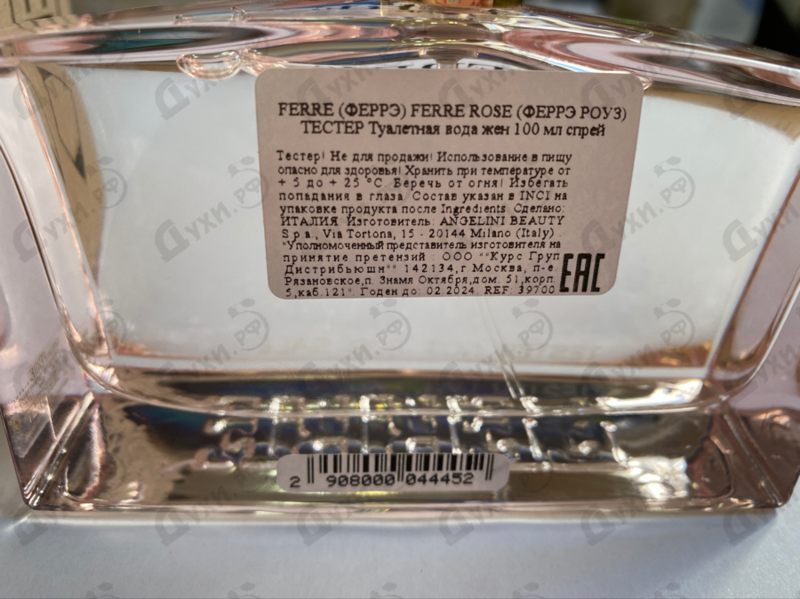 FERRE (ФЕРРЭ) FERRE ROSE (ФЕРРЭ РОУЗ)
ТЕСТЕР Туалетная вода жен 100 мл спрей
Тестер! Не для продажи! Использование в пищу
опасно для здоровья! Хранить при температуре от
+ 5 до + 25 °С. Беречь от огня! Избегать
попадания в глаза. Состав указан в INCI на
упаковке продукта после Ingredients. Сделано:
ИТАЛИЯ. Изготовитель: ANGELINI BEAUTY
S.p.a., Via Tortona, 15 - 20144 Milano (Italy) .
"Уполномоченный представитель изготовителя на
принятие претензий : ООО ""Курс Груп
Дистрибьюшн"" 142134,г Москва, п-е
Рязановское,п. Знамя Октября,дом. 51,корп.
5,каб.121". Годен до: 02.2024. REF: 39700
EAC
2 908000 044452
Духи.рф